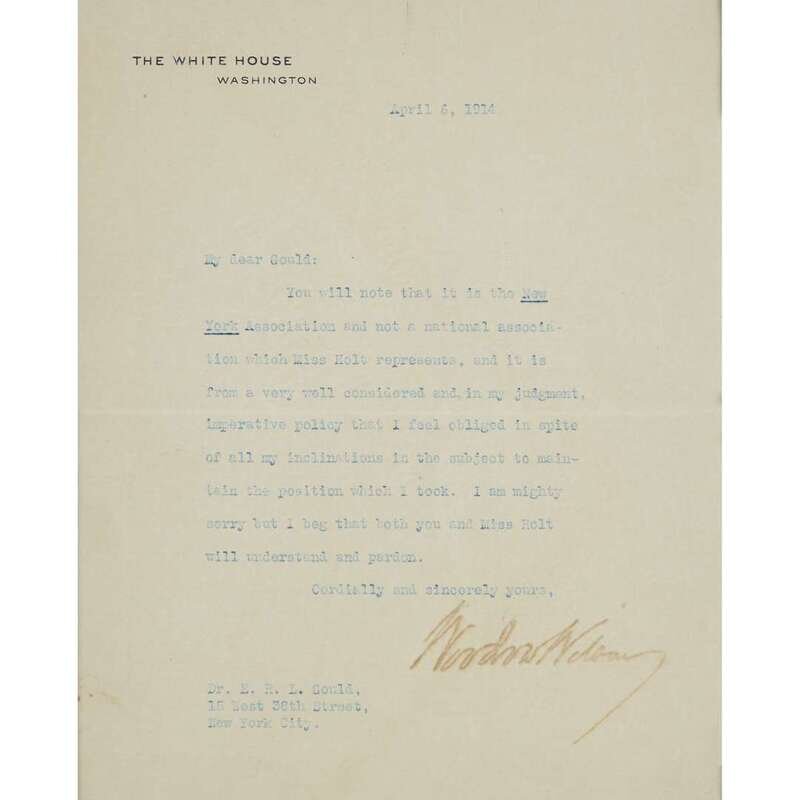 THE WHITE HOUSE
WASHINGTON
April 6, 1914
My dear Gould:
You will note that it is the New
York Association and not a national associa-
tion which Miss Holt represents, and it is
from a very well considered and, in my judgment,
imperative policy that I feel obliged in spite
of all my inclinations in the subject to main-
tain the position which I took. I am mighty
sorry but I beg that both you and Miss Holt
will understand and pardon.
Cordially and sincerely yours,
Woodrow Wilson
Dr. E. R. L. Gould,
East 38th Street,
New York City.